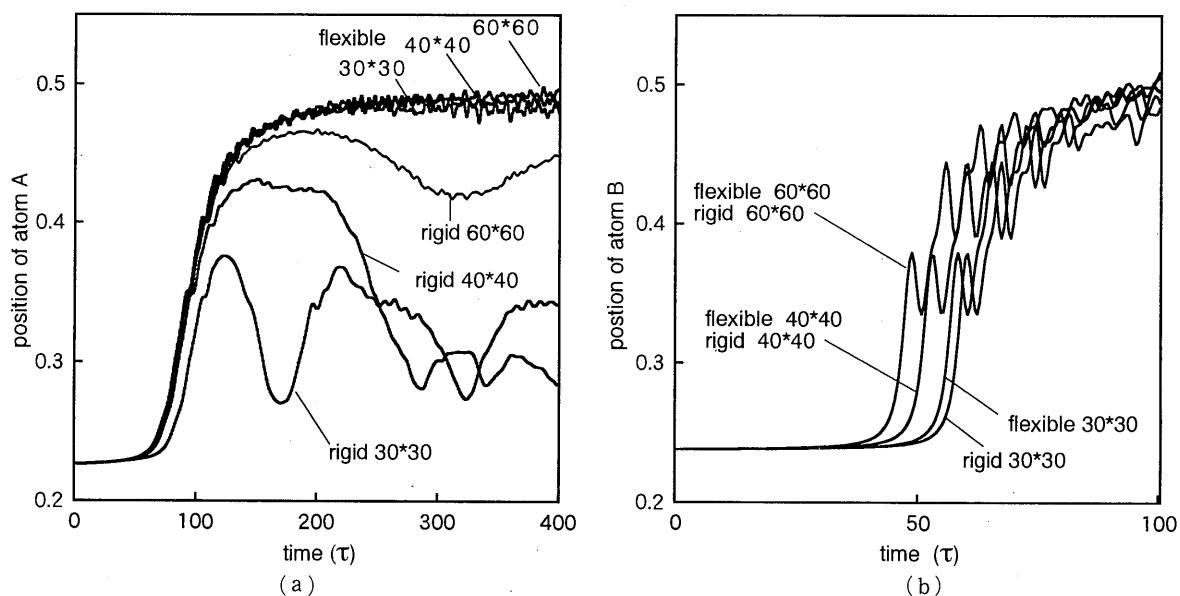 position of atom A
0.5
0.4
0.3
0.2
flexible
30*30
40*40
60*60
rigid 60*60
rigid 40*40
rigid 30*30
0
100
200
300
400
time (τ)
(a)
postion of atom B
0.5
0.4
0.3
0.2
flexible 60*60
rigid 60*60
flexible 40*40
rigid 40*40
flexible 30*30
rigid 30*30
0
50
100
time (τ)
(b)